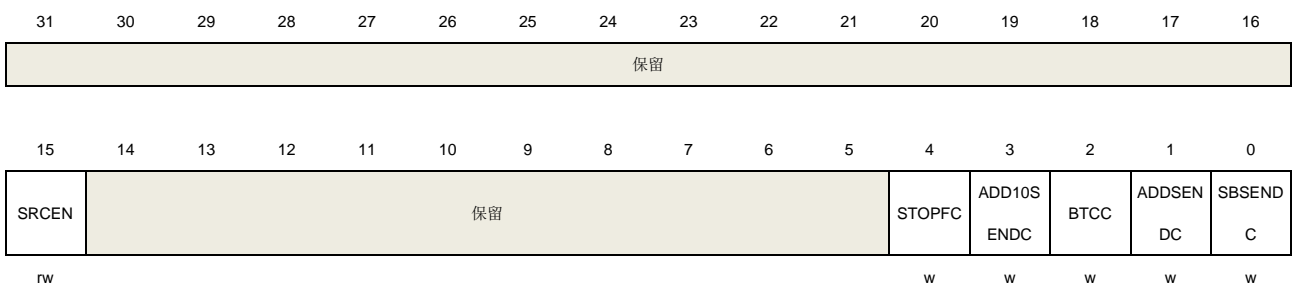 31 30 29 28 27 26 25 24 23 22 21 20 19 18 17 16
保留
15 14 13 12 11 10 9 8 7 6 5 4 3 2 1 0
SRCEN 保留 STOPFC ADD10S BTCC ADDSEN SBSEND
ENDC DC C
rw w w w w w